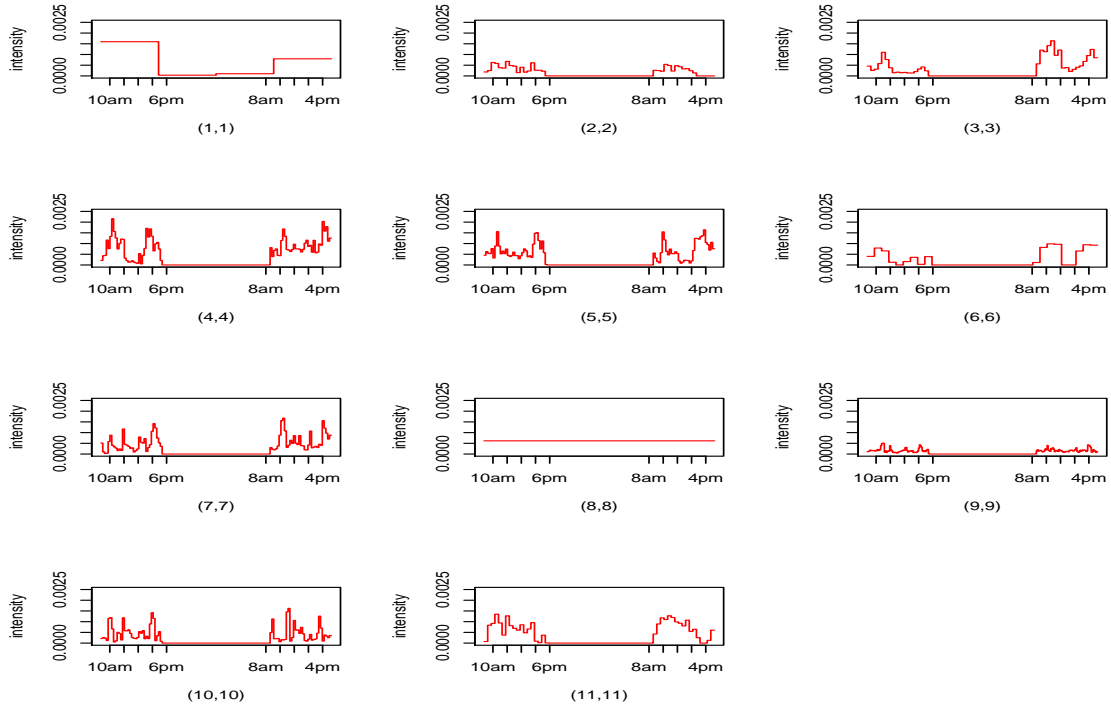 intensity
0.0025
0.0000
10am 6pm 8am 4pm
(1,1)
intensity
0.0025
0.0000
10am 6pm 8am 4pm
(2,2)
intensity
0.0025
0.0000
10am 6pm 8am 4pm
(3,3)
intensity
0.0025
0.0000
10am 6pm 8am 4pm
(4,4)
intensity
0.0025
0.0000
10am 6pm 8am 4pm
(5,5)
intensity
0.0025
0.0000
10am 6pm 8am 4pm
(6,6)
intensity
0.0025
0.0000
10am 6pm 8am 4pm
(7,7)
intensity
0.0025
0.0000
10am 6pm 8am 4pm
(8,8)
intensity
0.0025
0.0000
10am 6pm 8am 4pm
(9,9)
intensity
0.0025
0.0000
10am 6pm 8am 4pm
(10,10)
intensity
0.0025
0.0000
10am 6pm 8am 4pm
(11,11)